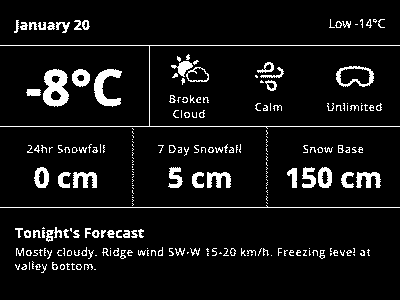 January 20
Low -14°C
-8°C
Broken
Cloud
Calm
Unlimited
24hr Snowfall
7 Day Snowfall
Snow Base
0 cm
5 cm
150 cm
Tonight's Forecast
Mostly cloudy. Ridge wind SW-W 15-20 km/h. Freezing level at
valley bottom.